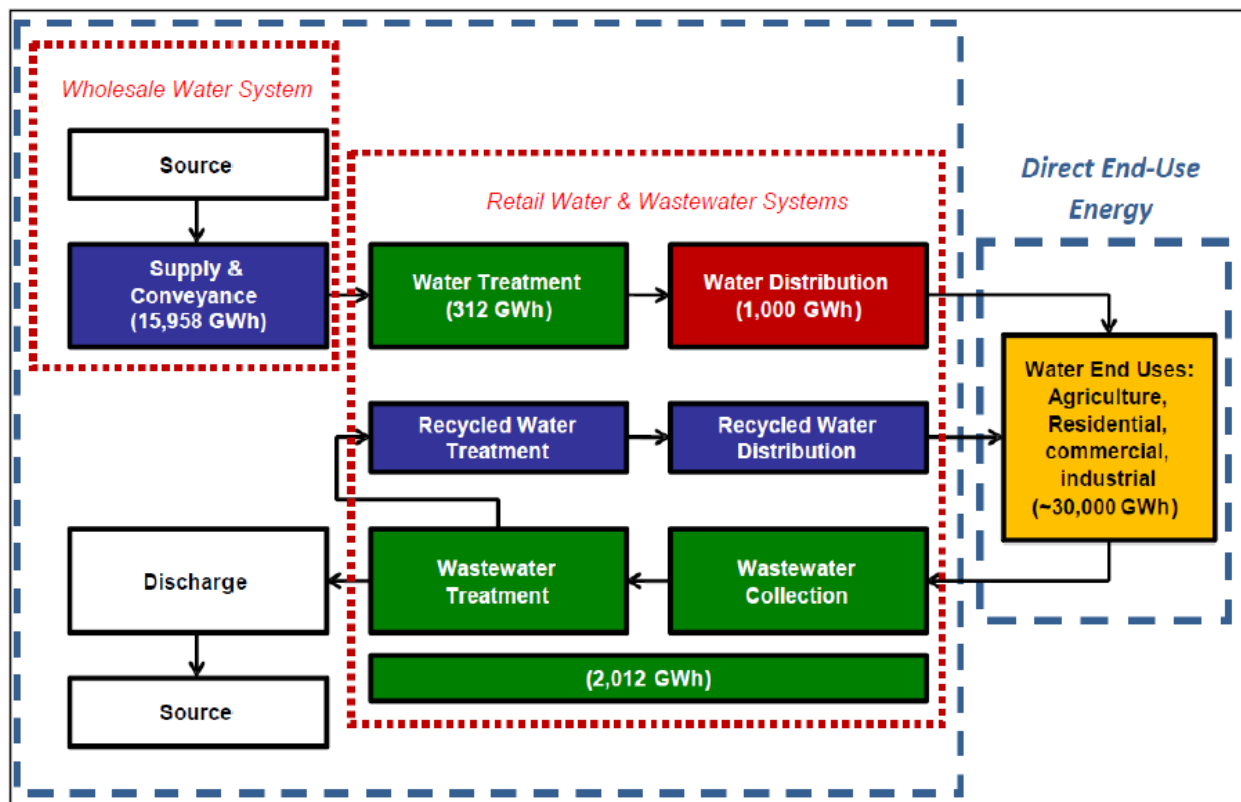 Wholesale Water System
Source
Supply &
Conveyance
(15,958 GWh)
Retail Water & Wastewater Systems
Water Treatment
(312 GWh)
Water Distribution
(1,000 GWh)
Direct End-Use
Energy
Water End Uses:
Agriculture,
Residential,
commercial,
industrial
(~30,000 GWh)
Recycled Water
Treatment
Recycled Water
Distribution
Discharge
Wastewater
Treatment
Wastewater
Collection
(2,012 GWh)
Source